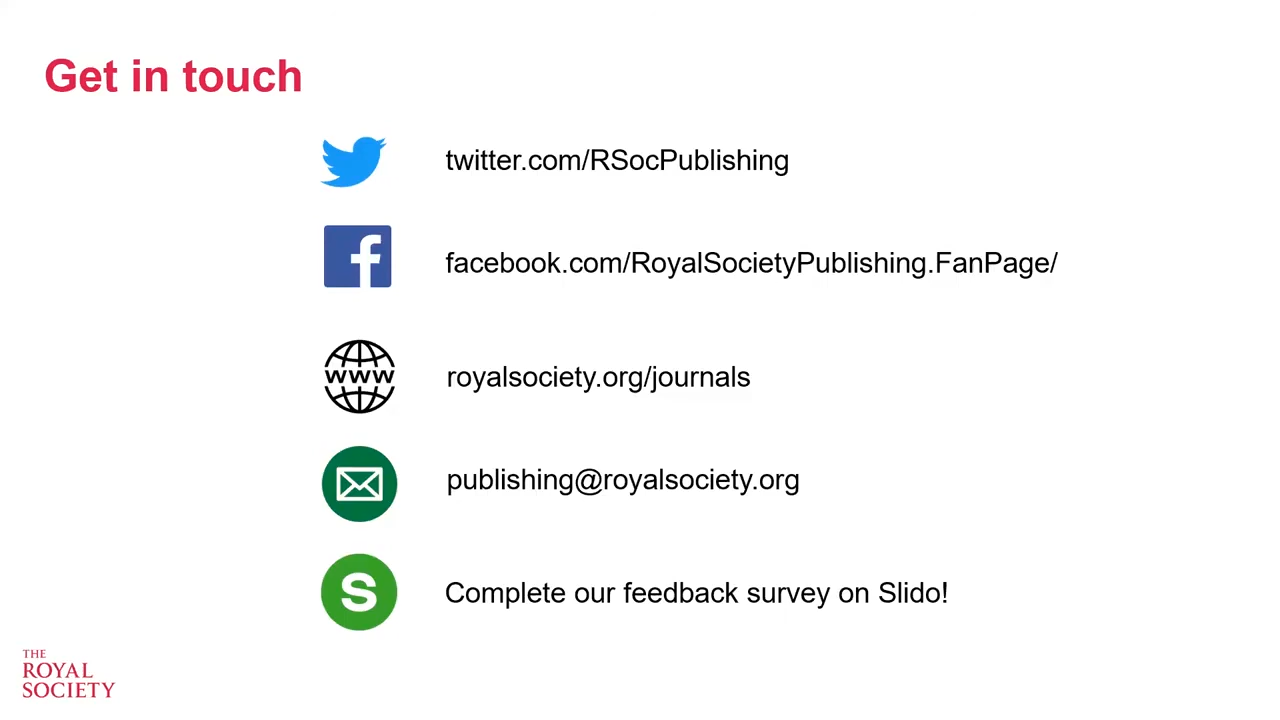 Get in touch
twitter.com/RSocPublishing
facebook.com/RoyalSocietyPublishing.FanPage/
www
royalsociety.org/journals
publishing@royalsociety.org
S
Complete our feedback survey on Slido!
THE
ROYAL
SOCIETY